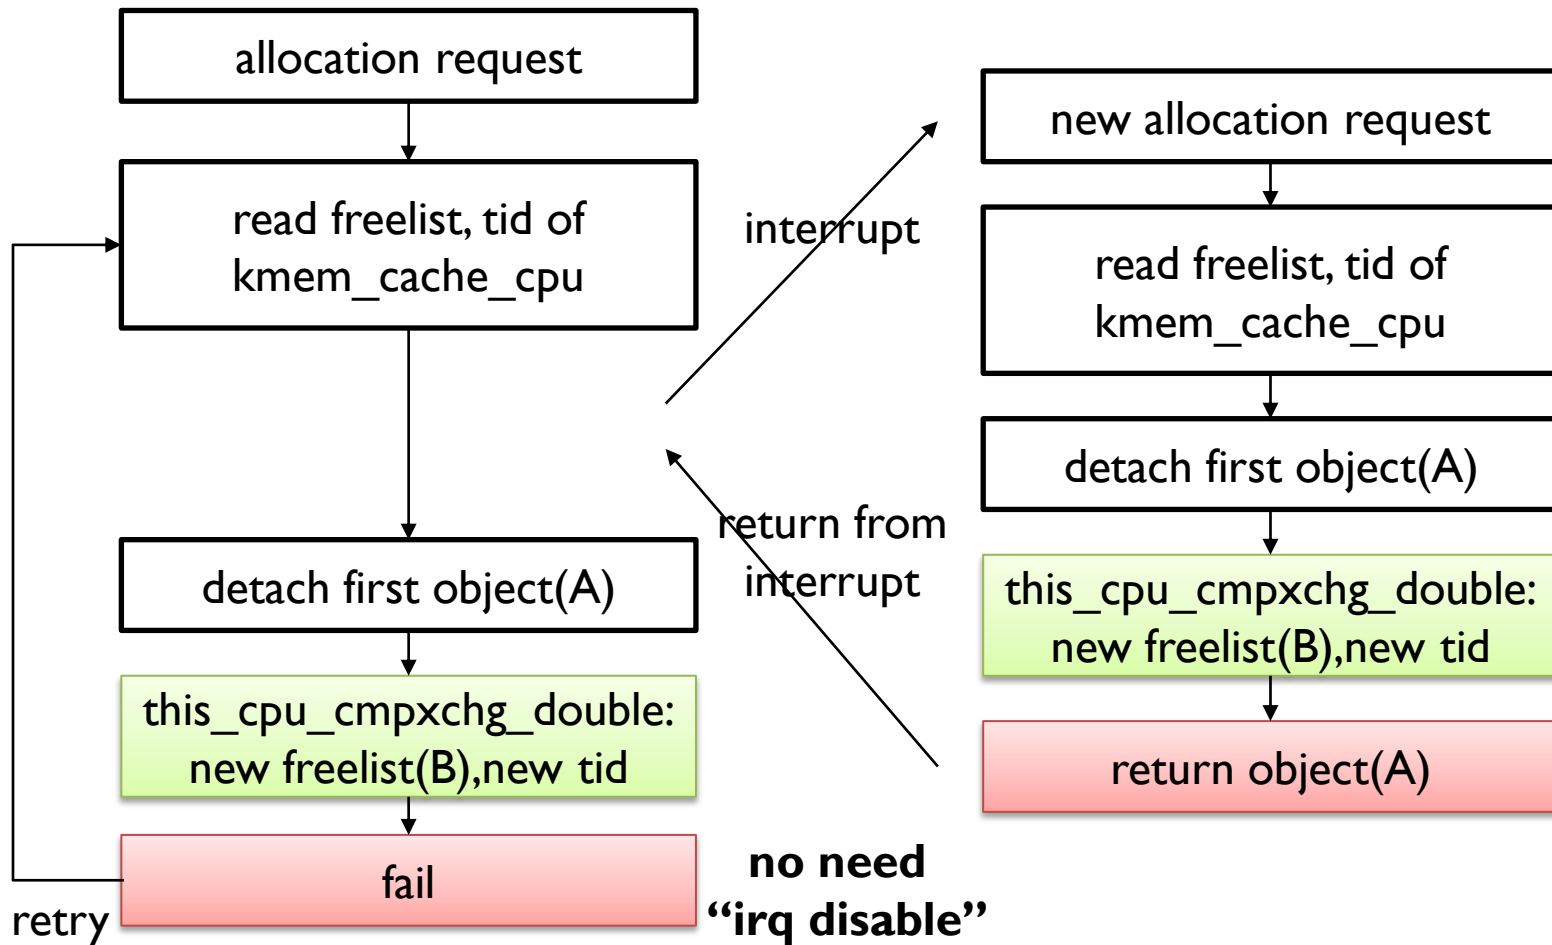 allocation request
read freelist, tid of
kmem_cache_cpu
detach first object(A)
this_cpu_cmpxchg_double:
new freelist(B),new tid
fail
retry
interrupt
return from
interrupt
no need
“irq disable”
new allocation request
read freelist, tid of
kmem_cache_cpu
detach first object(A)
this_cpu_cmpxchg_double:
new freelist(B),new tid
return object(A)